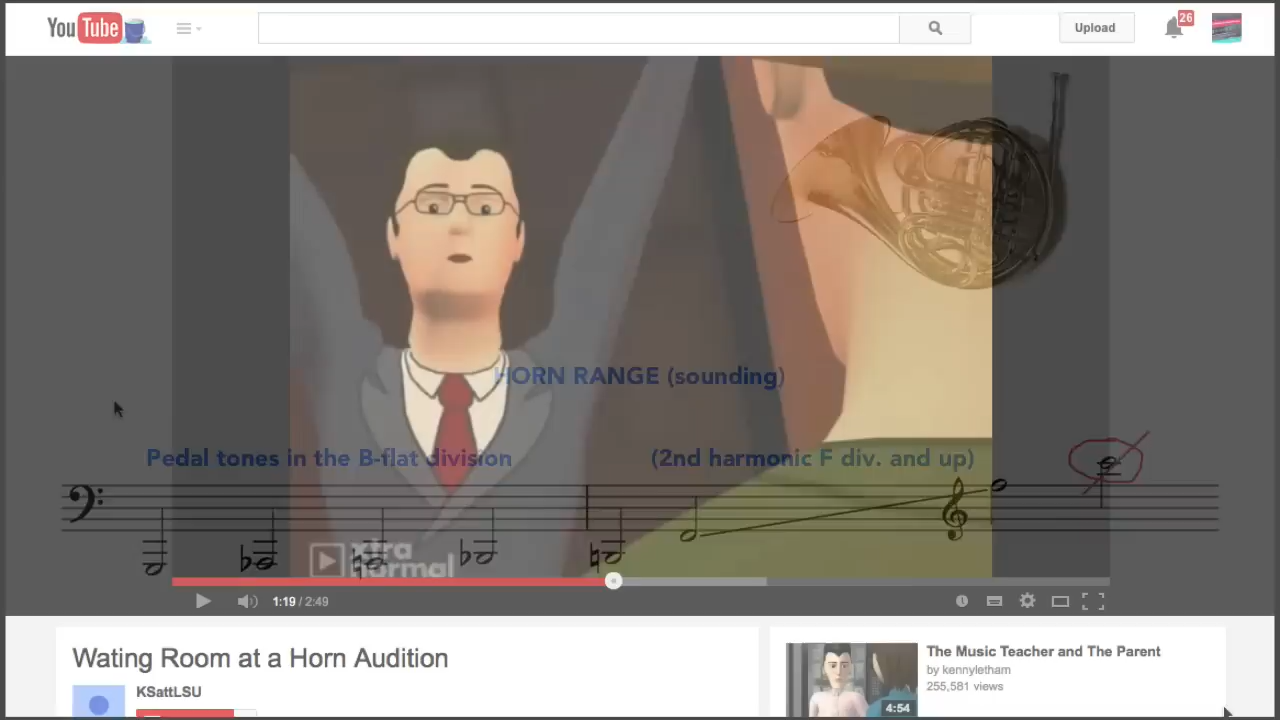 YouTube
Upload
26
HORN RANGE (sounding)
Pedal tones in the B-flat division
(2nd harmonic F div. and up)
xtra
normal
1:19 / 2:49
Wating Room at a Horn Audition
KSattLSU
The Music Teacher and The Parent
by kennyletham
255,581 views
4:54